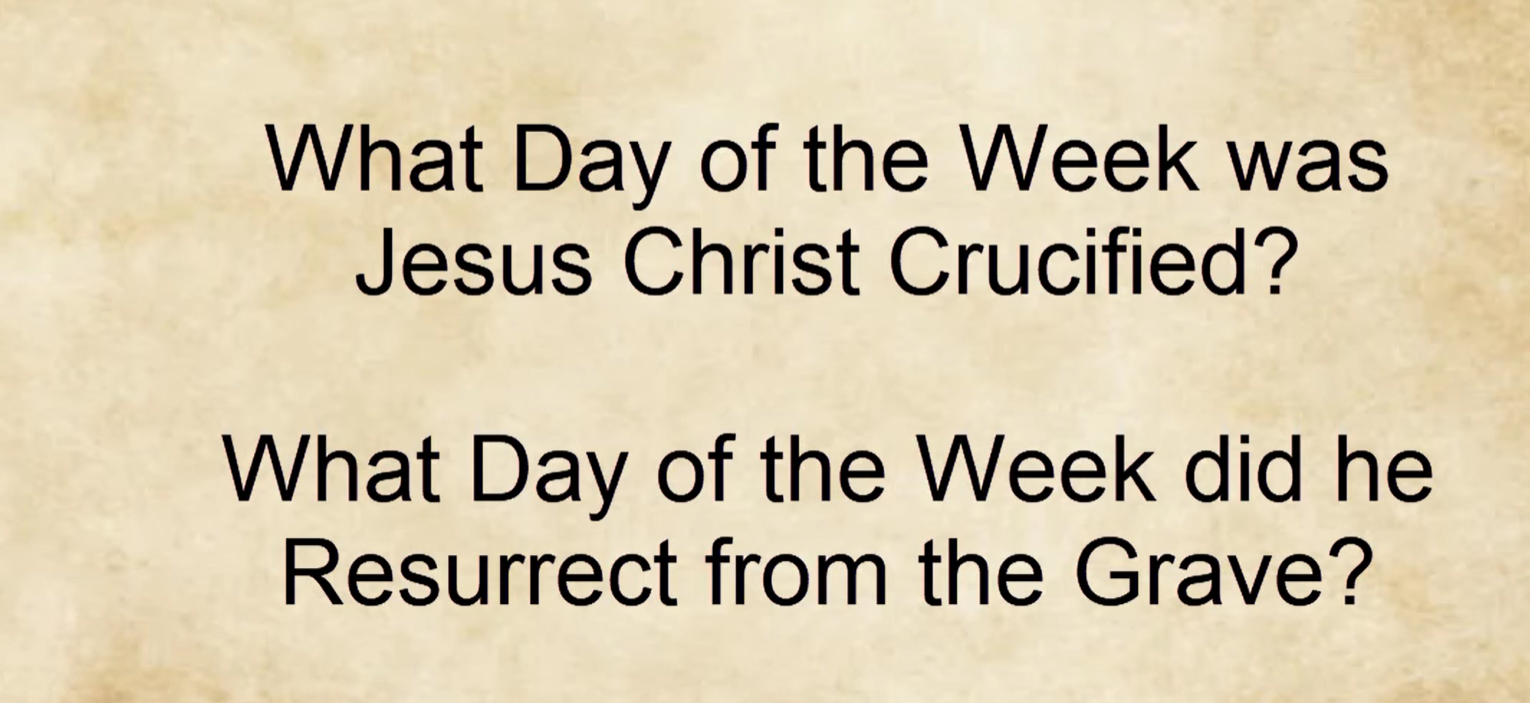 What Day of the Week was
Jesus Christ Crucified?
What Day of the Week did he
Resurrect from the Grave?